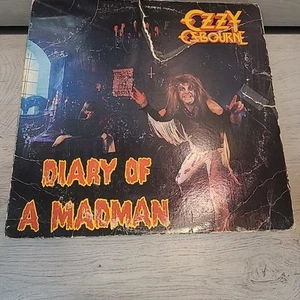 OZZY
OSBOURNE
DIARY OF
A MADMAN